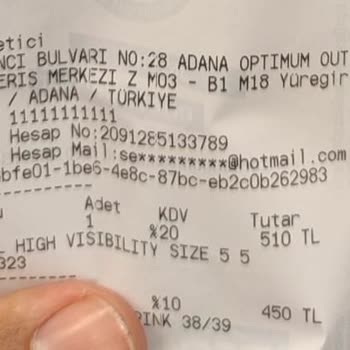 etici
NCI BULVARI NO:28 ADANA OPTIMUM OUT
ERIS MERKEZI Z M03 - B1 M18 Yüregir
/ ADANA / TÜRKIYE
11111111111
Hesap No:2091285133789
Hesap Mail:se*********@hotmail.com
bfe01-1be6-4e8c-87bc-eb2c0b262983
Adet KDV Tutar
1 %20 510 TL
HIGH VISIBILITY SIZE 5 5
323
%10 450 TL
PINK 38/39